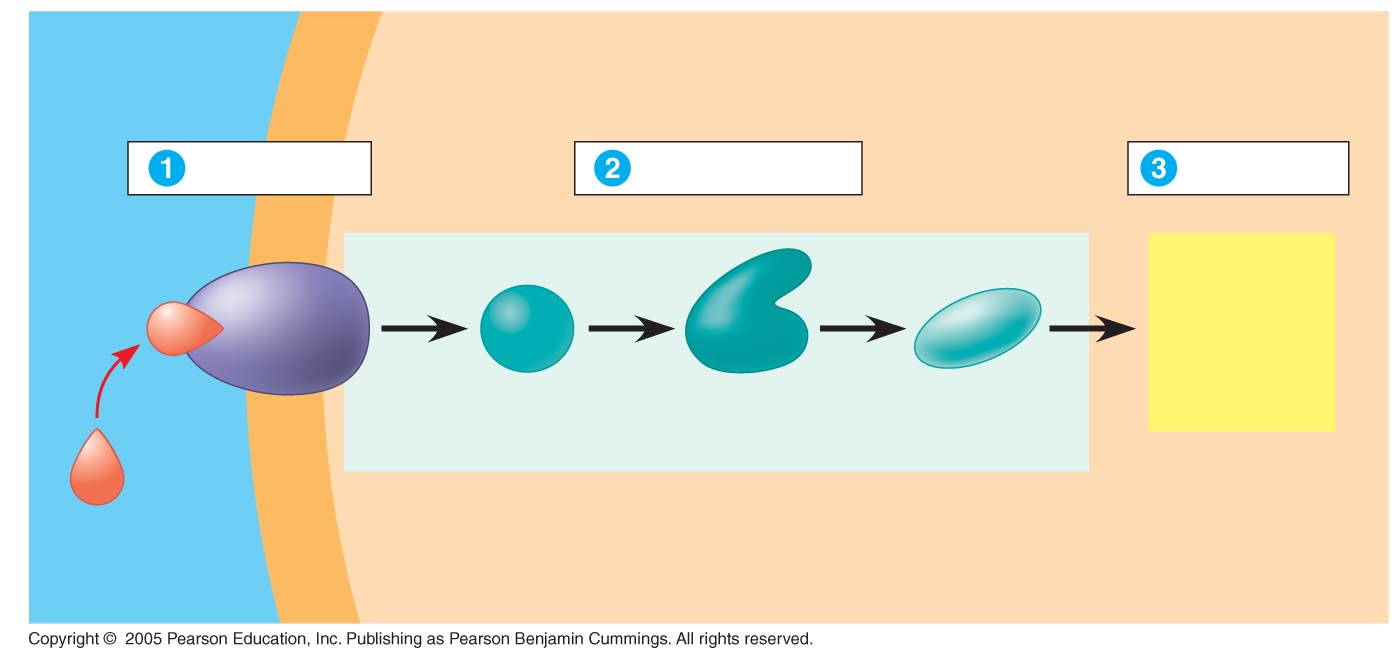 1
2
3
Copyright © 2005 Pearson Education, Inc. Publishing as Pearson Benjamin Cummings. All rights reserved.